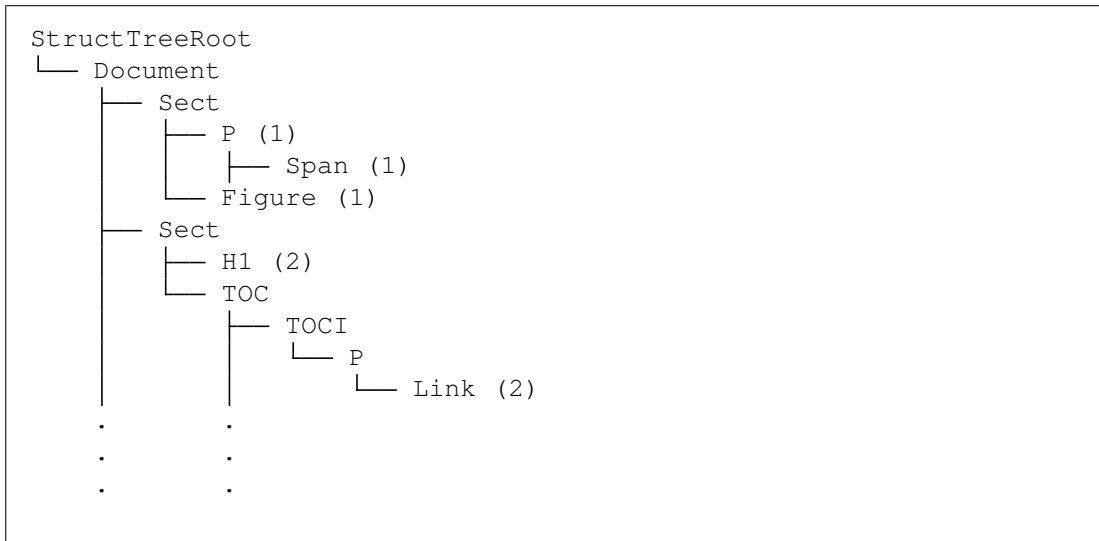 StructTreeRoot
└── Document
    ├── Sect
    │   ├── P (1)
    │   │   ├── Span (1)
    │   └── Figure (1)
    ├── Sect
    │   ├── H1 (2)
    │   └── TOC
    │       ├── TOCI
    │       │   └── P
    │       │       └── Link (2)
    .       .
    .       .
    .       .